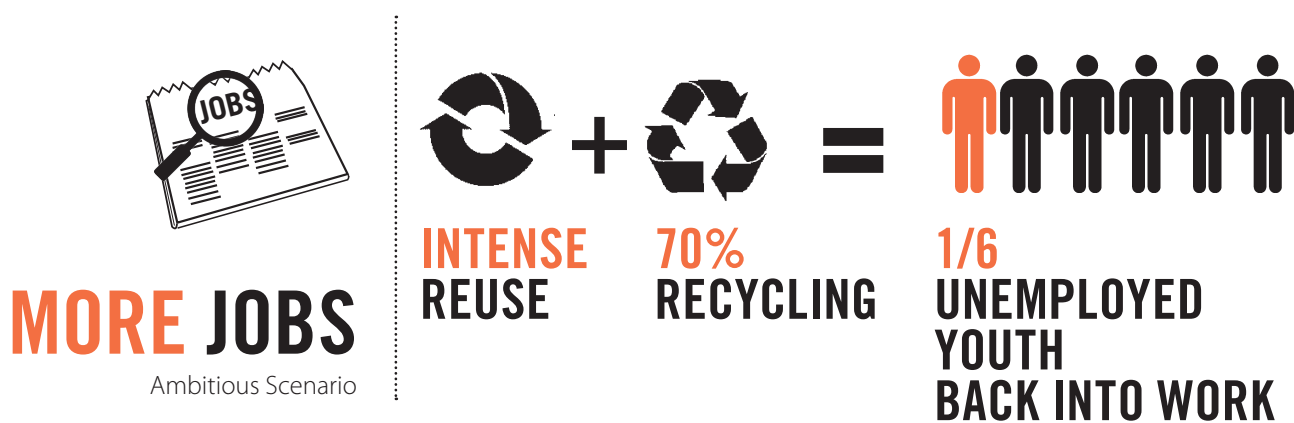 JOBS
MORE JOBS
Ambitious Scenario
INTENSE
REUSE
70%
RECYCLING
1/6
UNEMPLOYED
YOUTH
BACK INTO WORK